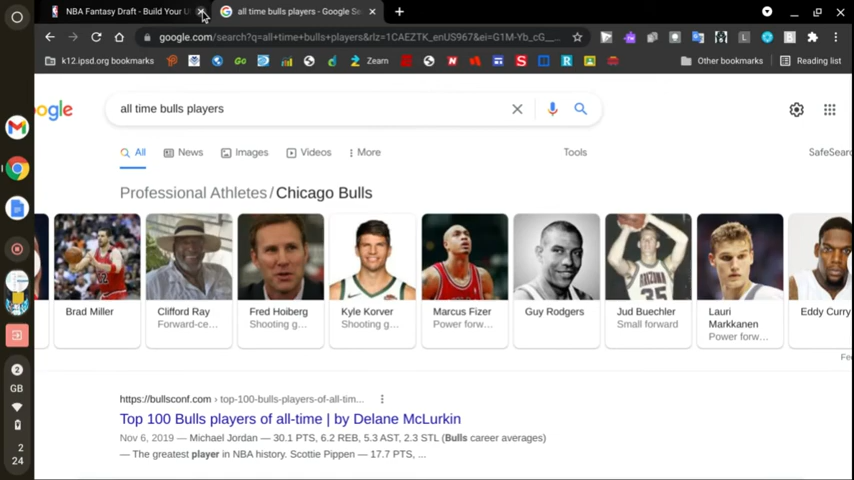 NBA Fantasy Draft - Build Your U
all time bulls players - Google Se
google.com/search?q=all+time+bulls+players&rlz=1CAEZTK_enUS967&ei=G1M-Yb_cG__...
k12.ipsd.org bookmarks
GO
Zearn
Other bookmarks
Reading list
ogle
all time bulls players
All
News
Images
Videos
More
Tools
SafeSearc
Professional Athletes / Chicago Bulls
Brad Miller
Clifford Ray
Forward-ce...
Fred Hoiberg
Shooting g...
Kyle Korver
Shooting g...
Marcus Fizer
Power forw...
Guy Rodgers
Jud Buechler
Small forward
Lauri
Markkanen
Power forw...
Eddy Curry
ARIZONA
35
Fee
https://bullsconf.com › top-100-bulls-players-of-all-tim...
Top 100 Bulls players of all-time | by Delane McLurkin
Nov 6, 2019 — Michael Jordan — 30.1 PTS, 6.2 REB, 5.3 AST, 2.3 STL (Bulls career averages)
— The greatest player in NBA history. Scottie Pippen — 17.7 PTS, ...
2
GB
2
24